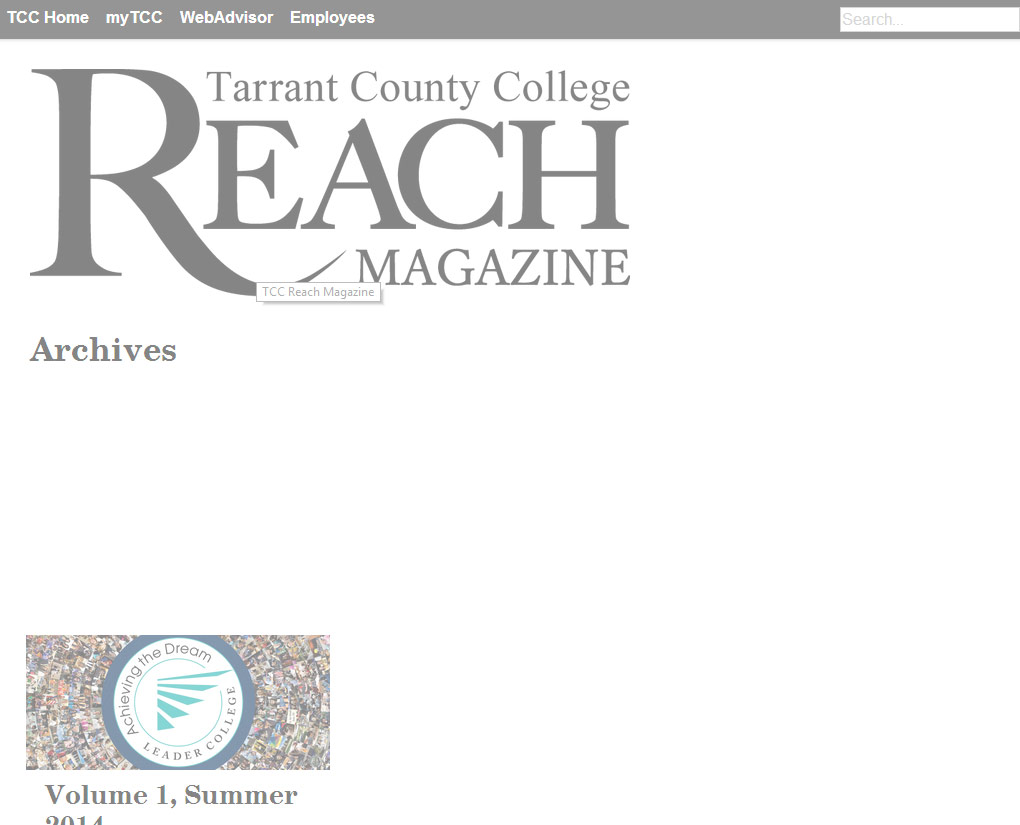 TCC Home myTCC WebAdvisor Employees Search...
Tarrant County College
REACH
MAGAZINE
TCC Reach Magazine
Archives
Achieving the Dream
LEADER COLLEGE
Volume 1, Summer
2014